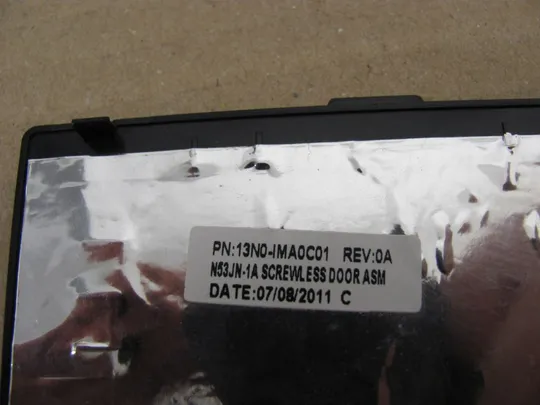 PN:13N0-IMA0C01 REV:0A
N53JN-1A SCREWLESS DOOR ASM
DATE:07/08/2011 C